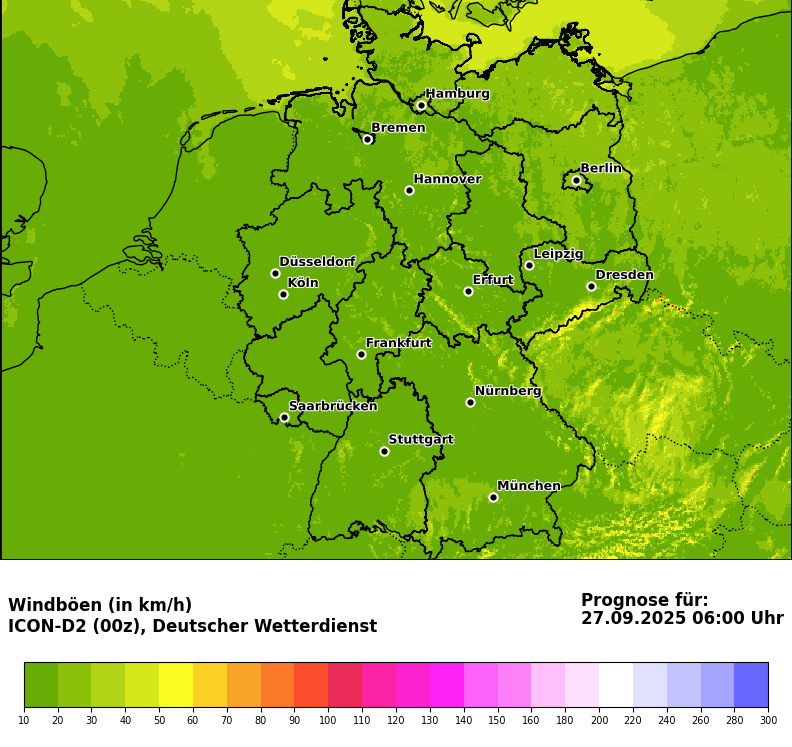 Hamburg
Bremen
Berlin
Hannover
Leipzig
Düsseldorf
Dresden
Köln
Erfurt
Frankfurt
Nürnberg
Saarbrücken
Stuttgart
München
Windböen (in km/h)
ICON-D2 (00z), Deutscher Wetterdienst
Prognose für:
27.09.2025 06:00 Uhr
10 20 30 40 50 60 70 80 90 100 110 120 130 140 150 160 180 200 220 240 260 280 300